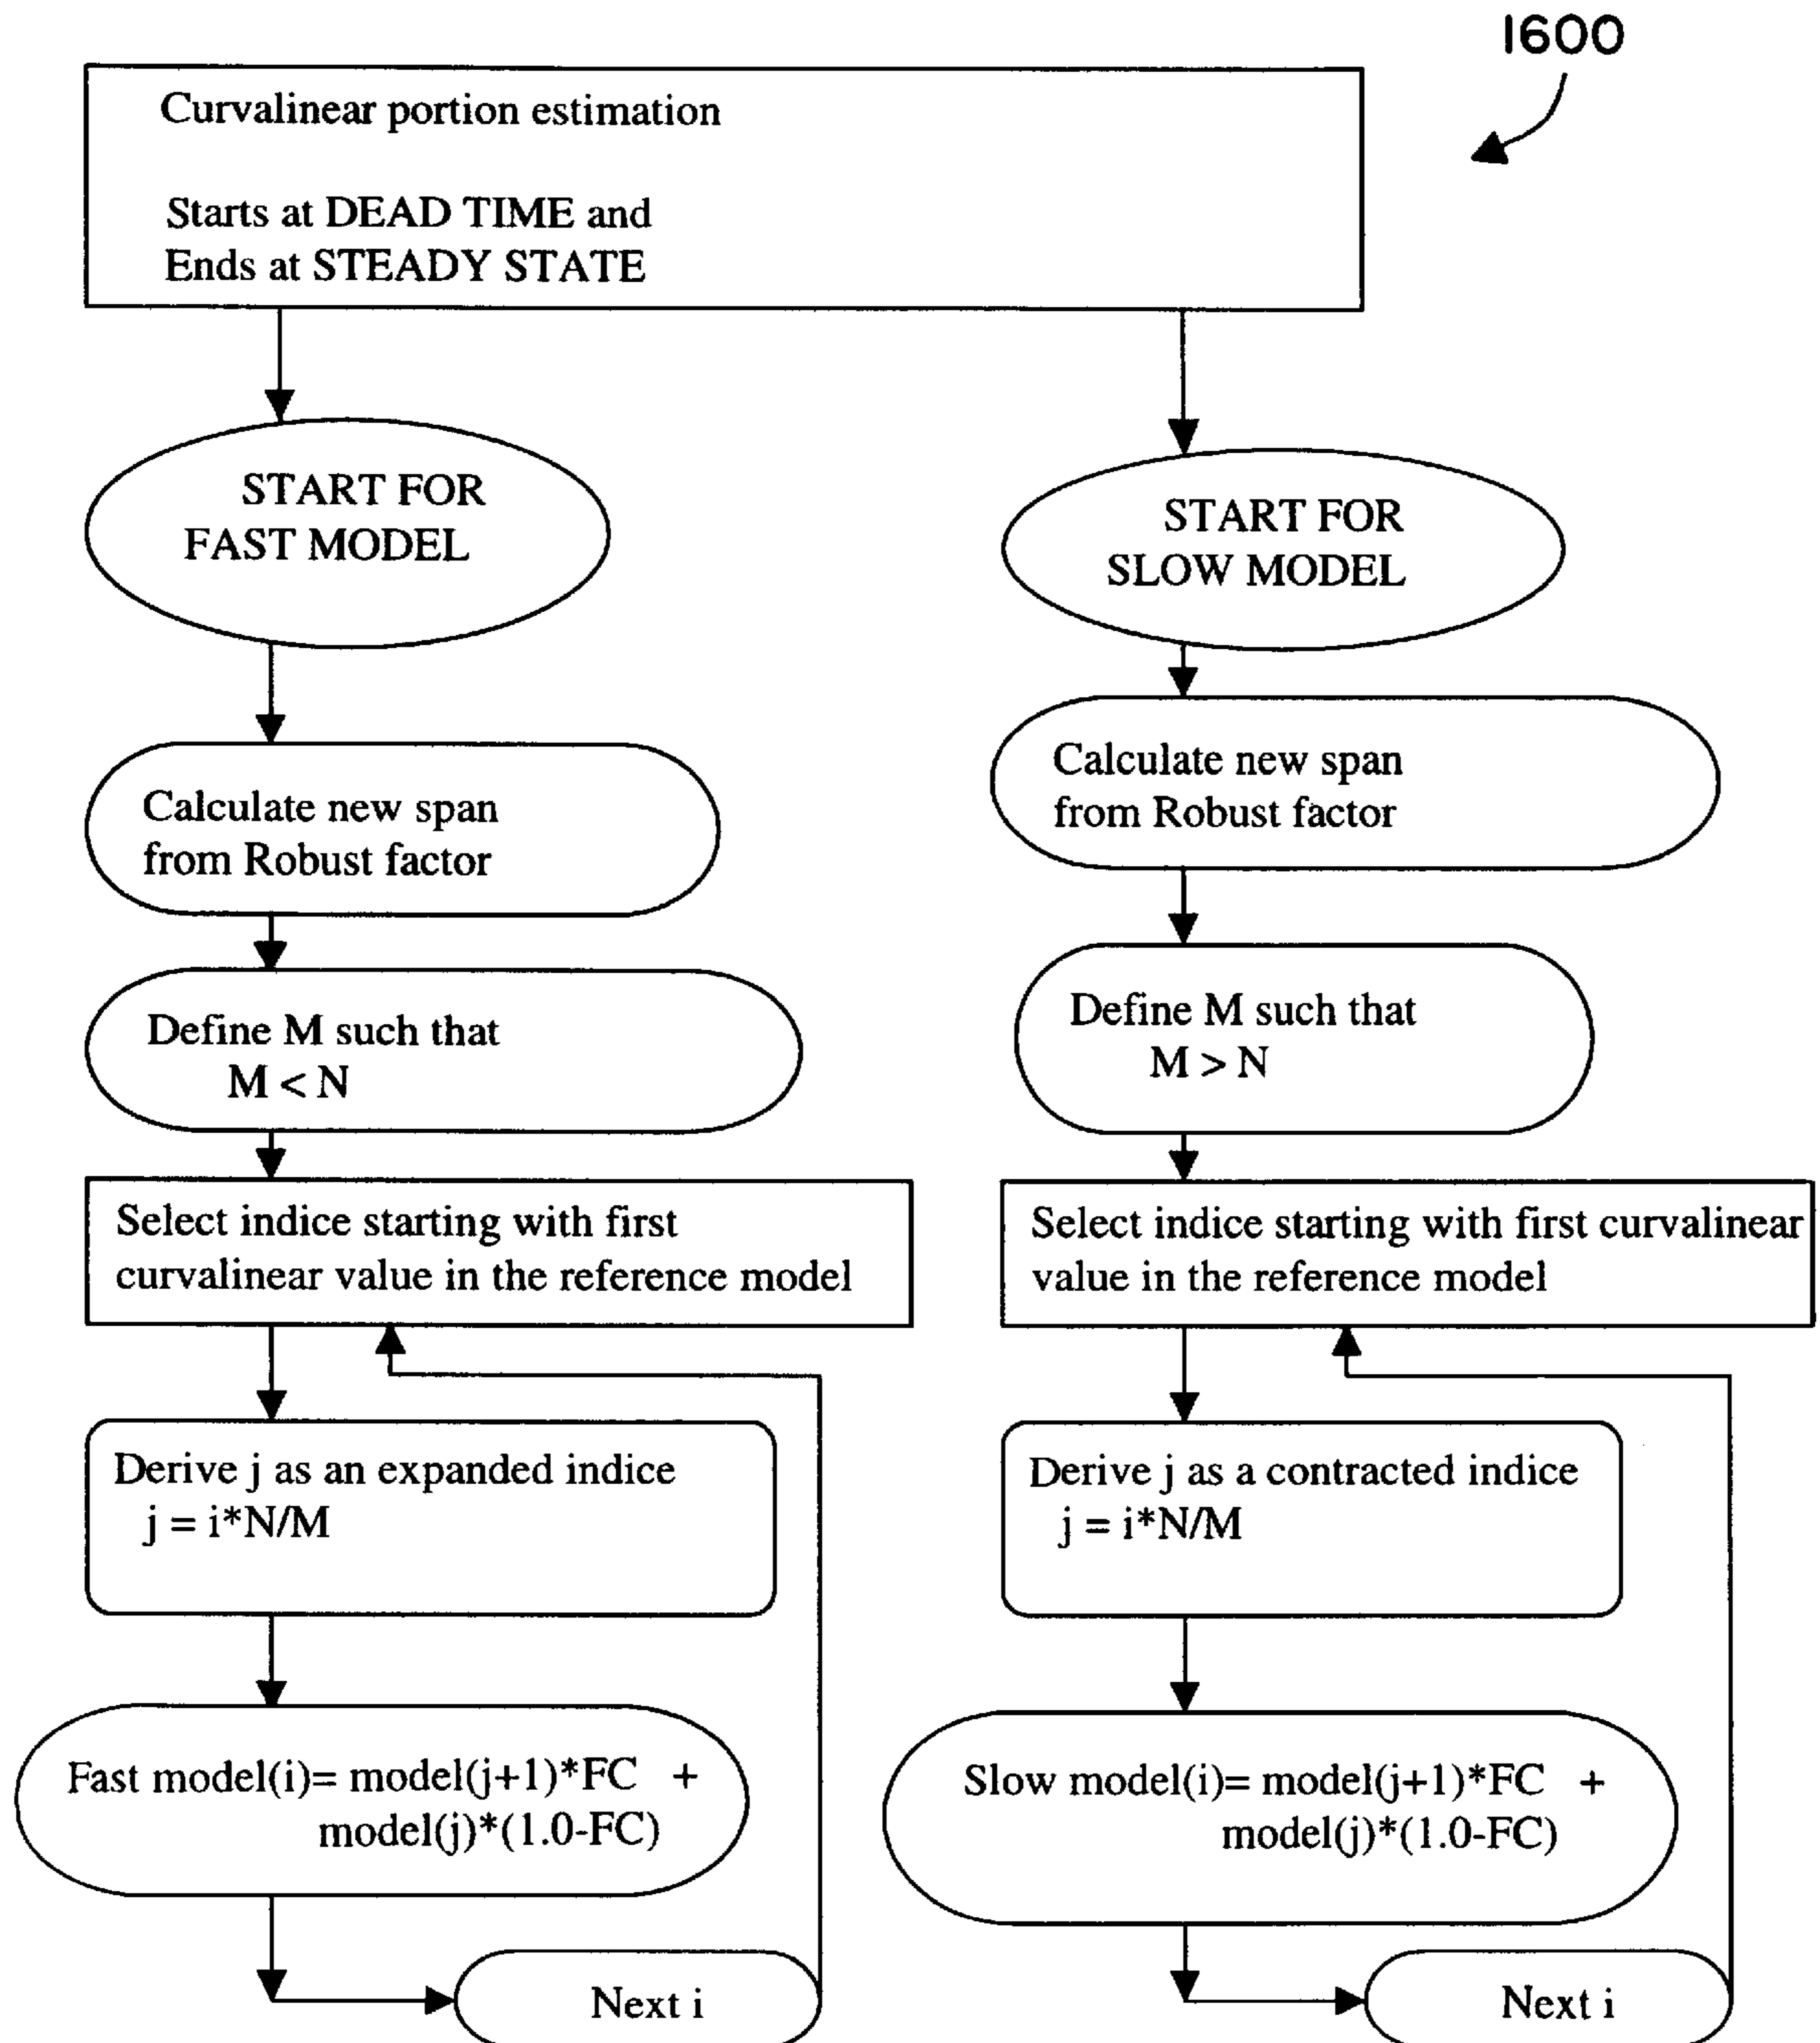 1600
Curvalinear portion estimation
Starts at DEAD TIME and
Ends at STEADY STATE
START FOR
FAST MODEL
Calculate new span
from Robust factor
Define M such that
M < N
Select indice starting with first
curvalinear value in the reference model
Derive j as an expanded indice
j = i*N/M
Fast model(i)= model(j+1)*FC +
model(j)*(1.0-FC)
Next i
START FOR
SLOW MODEL
Calculate new span
from Robust factor
Define M such that
M > N
Select indice starting with first curvalinear
value in the reference model
Derive j as a contracted indice
j = i*N/M
Slow model(i)= model(j+1)*FC +
model(j)*(1.0-FC)
Next i